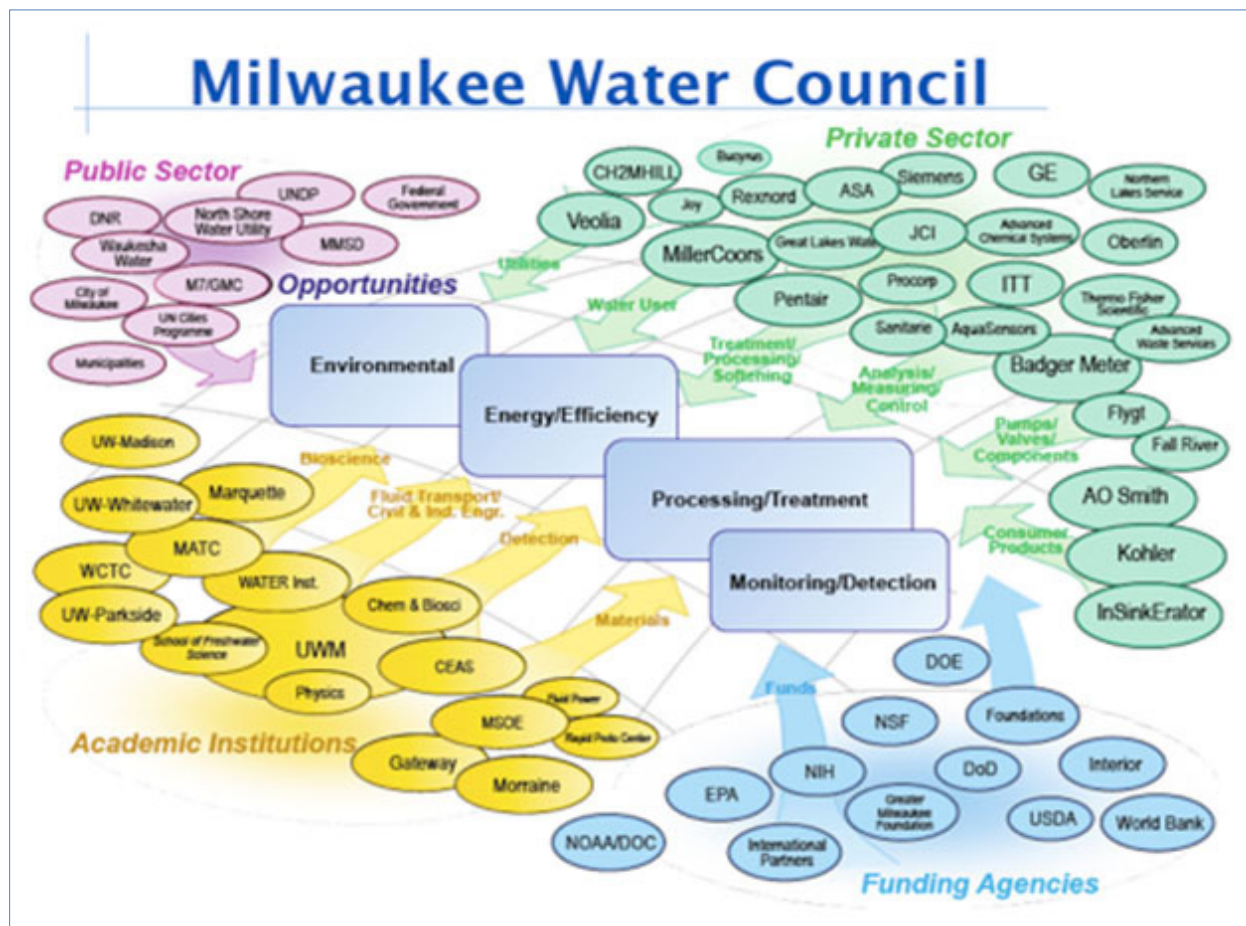 Milwaukee Water Council
Public Sector
UNDP
Federal
Government
DNR
North Shore
Water Utility
Waukesha
Water
MMSD
M7/GMC
City of
Milwaukee
UN Cities
Programme
Municipalities
Private Sector
CH2MHILL
Bucyrus
Siemens
GE
Northern
Lakes Service
Joy
Rexnord
ASA
Veolia
MillerCoors
Great Lakes Water
JCI
Advanced
Chemical Systems
Oberlin
Pentair
Procorp
ITT
Thermo Fisher
Scientific
Sanitarie
AquaSensors
Advanced
Waste Services
Badger Meter
Flygt
Fall River
AO Smith
Kohler
InSinkErator
Utilities
Water User
Treatment/
Processing/
Softening
Analysis/
Measuring/
Control
Pumps/
Valves/
Components
Consumer
Products
Opportunities
Environmental
Energy/Efficiency
Processing/Treatment
Monitoring/Detection
UW-Madison
Bioscience
UW-Whitewater
Marquette
Fluid Transport/
Civil & Ind. Engr.
MATC
Detection
WCTC
WATER Inst.
UW-Parkside
Chem & Biosci
Materials
School of Freshwater
Science
UWM
CEAS
Physics
Fluid Power
MSOE
Rapid Proto Center
Academic Institutions
Gateway
Morraine
DOE
Funds
NSF
Foundations
NIH
DoD
Interior
EPA
Greater
Milwaukee
Foundation
USDA
World Bank
NOAA/DOC
International
Partners
Funding Agencies